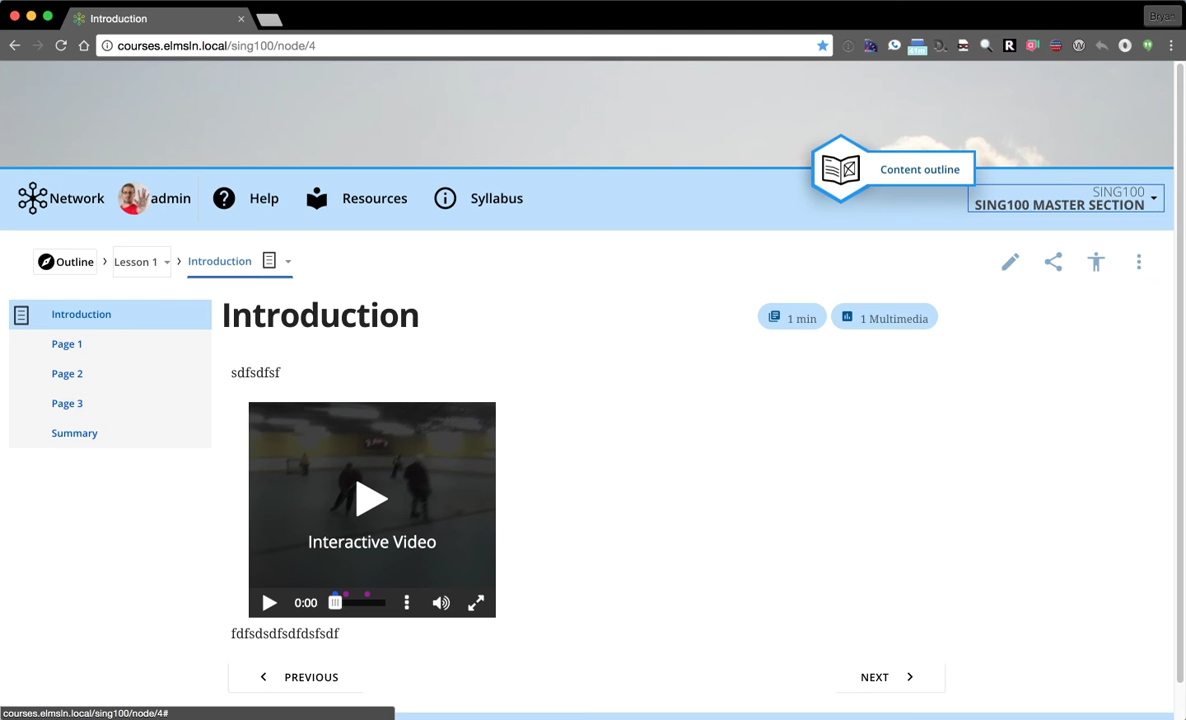 Introduction
Bryan
courses.elmsln.local/sing100/node/4
41m
R
Content outline
Network
admin
Help
Resources
Syllabus
SING100
SING100 MASTER SECTION
Outline
Lesson 1
Introduction
Introduction
Page 1
Page 2
Page 3
Summary
Introduction
1 min
1 Multimedia
sdfsdfsf
Interactive Video
0:00
fdfsdsdfsdfdsfsdf
PREVIOUS
NEXT
courses.elmsln.local/sing100/node/4#